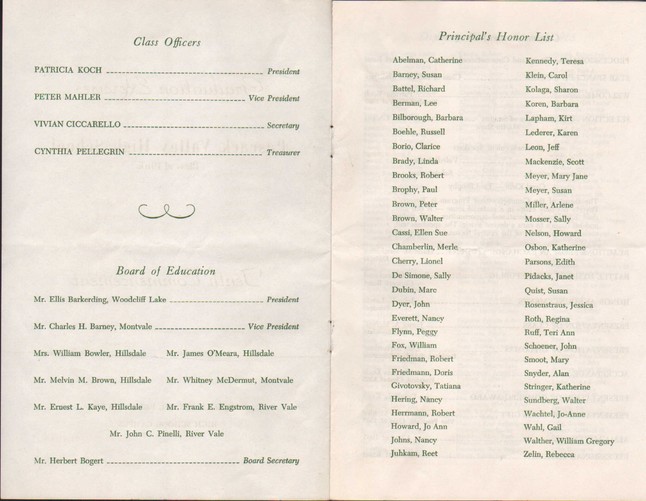 Class Officers
PATRICIA KOCH President
PETER MAHLER Vice President
VIVIAN CICCARELLO Secretary
CYNTHIA PELLEGRIN Treasurer
Board of Education
Mr. Ellis Barkerding, Woodcliff Lake President
Mr. Charles H. Barney, Montvale Vice President
Mrs. William Bowler, Hillsdale Mr. James O'Meara, Hillsdale
Mr. Melvin M. Brown, Hillsdale Mr. Whitney McDermut, Montvale
Mr. Ernest L. Kaye, Hillsdale Mr. Frank E. Engstrom, River Vale
Mr. John C. Pinelli, River Vale
Mr. Herbert Bogert Board Secretary
Principal's Honor List
Abelman, Catherine
Barney, Susan
Battel, Richard
Berman, Lee
Bilborough, Barbara
Boehle, Russell
Borio, Clarice
Brady, Linda
Brooks, Robert
Brophy, Paul
Brown, Peter
Brown, Walter
Cassi, Ellen Sue
Chamberlin, Merle
Cherry, Lionel
De Simone, Sally
Dubin, Marc
Dyer, John
Everett, Nancy
Flynn, Peggy
Fox, William
Friedman, Robert
Friedmann, Doris
Givotovsky, Tatiana
Hering, Nancy
Herrmann, Robert
Howard, Jo Ann
Johns, Nancy
Juhkam, Reet
Kennedy, Teresa
Klein, Carol
Kolaga, Sharon
Koren, Barbara
Lapham, Kirt
Lederer, Karen
Leon, Jeff
Mackenzie, Scott
Meyer, Mary Jane
Meyer, Susan
Miller, Arlene
Mosser, Sally
Nelson, Howard
Osbon, Katherine
Parsons, Edith
Pidacks, Janet
Quist, Susan
Rosenstraus, Jessica
Roth, Regina
Ruff, Teri Ann
Schoener, John
Smoot, Mary
Snyder, Alan
Stringer, Katherine
Sundberg, Walter
Wachtel, Jo-Anne
Wahl, Gail
Walther, William Gregory
Zelin, Rebecca